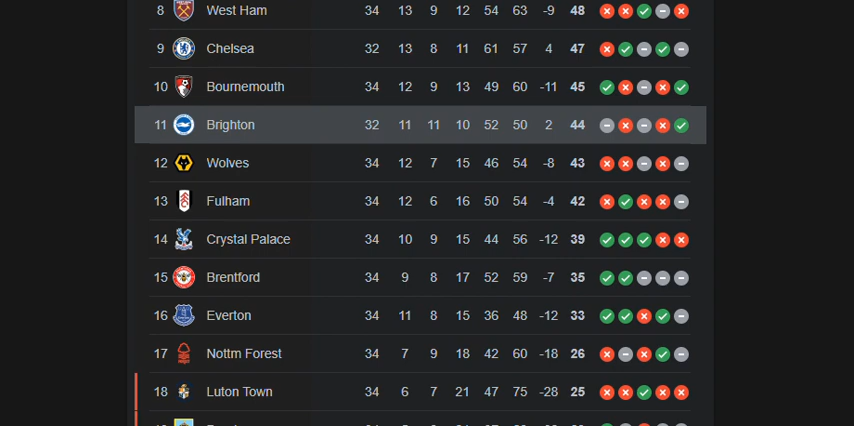 8 West Ham 34 13 9 12 54 63 -9 48
9 Chelsea 32 13 8 11 61 57 4 47
10 Bournemouth 34 12 9 13 49 60 -11 45
11 Brighton 32 11 11 10 52 50 2 44
12 Wolves 34 12 7 15 46 54 -8 43
13 Fulham 34 12 6 16 50 54 -4 42
14 Crystal Palace 34 10 9 15 44 56 -12 39
15 Brentford 34 9 8 17 52 59 -7 35
16 Everton 34 11 8 15 36 48 -12 33
17 Nottm Forest 34 7 9 18 42 60 -18 26
18 Luton Town 34 6 7 21 47 75 -28 25